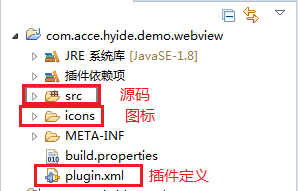 com.acce.hyide.demo.webview
JRE 系统库 [JavaSE-1.8]
插件依赖项
src 源码
icons 图标
META-INF
build.properties
plugin.xml 插件定义